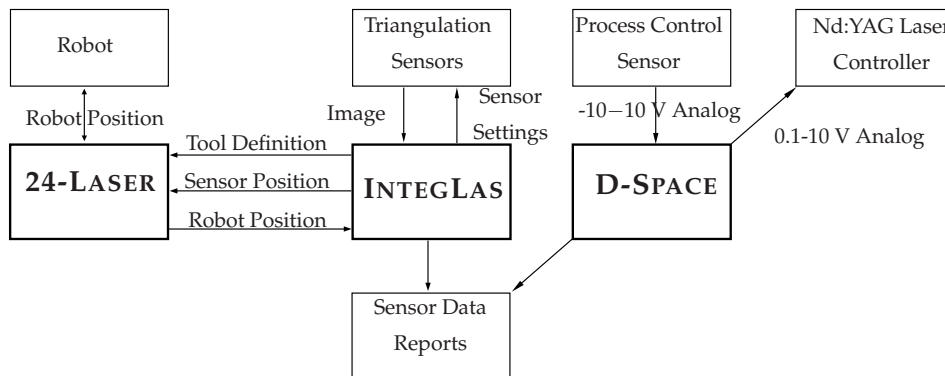 Robot
Triangulation
Sensors
Process Control
Sensor
Nd:YAG Laser
Controller
Robot Position
Image
Sensor
Settings
-10−10 V Analog
0.1-10 V Analog
Tool Definition
Sensor Position
Robot Position
24-LASER
INTEGLAS
D-SPACE
Sensor Data
Reports